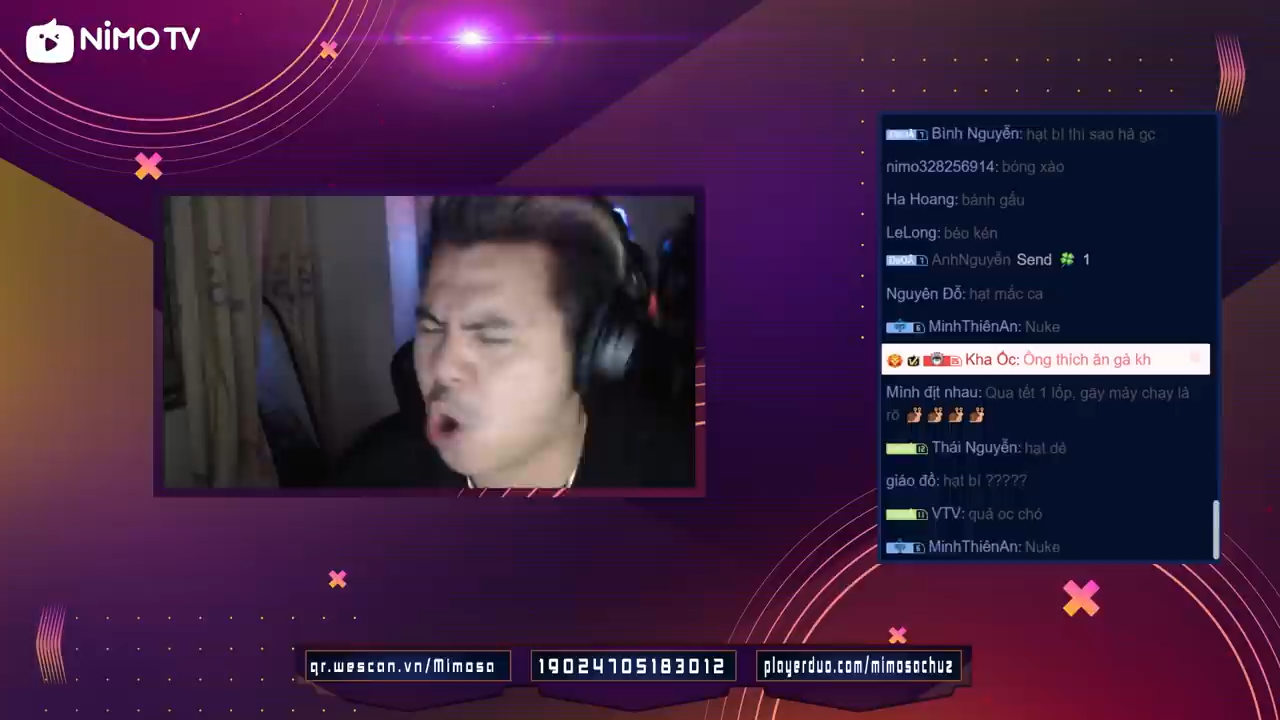 NIMO TV
Bình Nguyễn: hạt bí thì sao hả gc
nimo328256914: bóng xào
Ha Hoang: bánh gấu
LeLong: béo kén
AnhNguyễn Send 1
Nguyên Đỗ: hạt mắc ca
MinhThiênAn: Nuke
Kha Ốc: Ông thích ăn gà kh
Mình địt nhau: Qua tết 1 lốp, gãy máy chạy là
rõ
Thái Nguyễn: hạt dẻ
giáo đồ: hạt bí ?????
VTV: quả oc chó
MinhThiênAn: Nuke
qr.wescan.vn/Mimosa
19024705183012
playerduo.com/mimosachuz